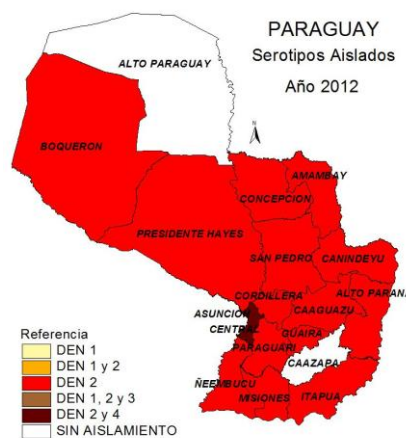 PARAGUAY
Serotipos Aislados
Año 2012
ALTO PARAGUAY
N
BOQUERON
AMAMBAY
CONCEPCION
PRESIDENTE HAYES
SAN PEDRO
CANINDEYU
CORDILLERA
ALTO PARANA
ASUNCION
CAAGUAZU
CENTRAL
GUAIRA
PARAGUARI
CAAZAPA
ÑEEMBUCU
MISIONES
ITAPUA
Referencia
DEN 1
DEN 1 y 2
DEN 2
DEN 1, 2 y 3
DEN 2 y 4
SIN AISLAMIENTO